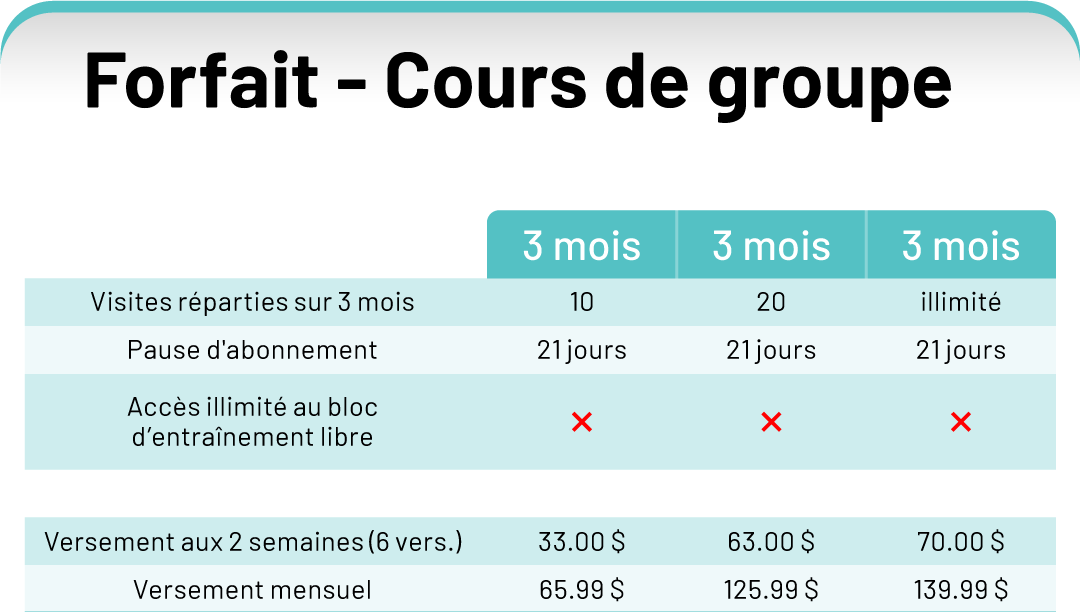 Forfait - Cours de groupe
3 mois 3 mois 3 mois
Visites réparties sur 3 mois 10 20 illimité
Pause d'abonnement 21 jours 21 jours 21 jours
Accès illimité au bloc
d’entraînement libre
Versement aux 2 semaines (6 vers.) 33.00 $ 63.00 $ 70.00 $
Versement mensuel 65.99 $ 125.99 $ 139.99 $